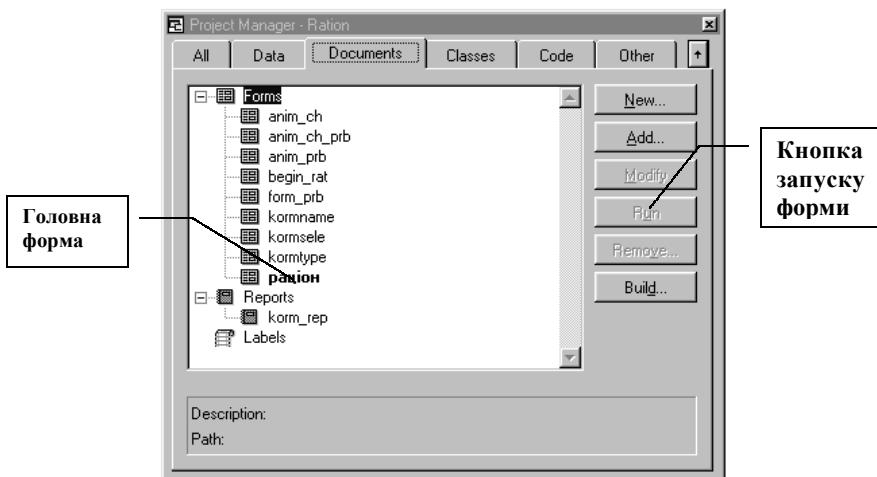 Project Manager - Ration
All Data Documents Classes Code Other
Forms
anim_ch
anim_ch_prb
anim_prb
begin_rat
form_prb
kormname
kormsele
kormtype
раціон
Reports
korm_rep
Labels
New...
Add...
Modify
Run
Remove...
Build...
Description:
Path:
Головна
форма
Кнопка
запуску
форми